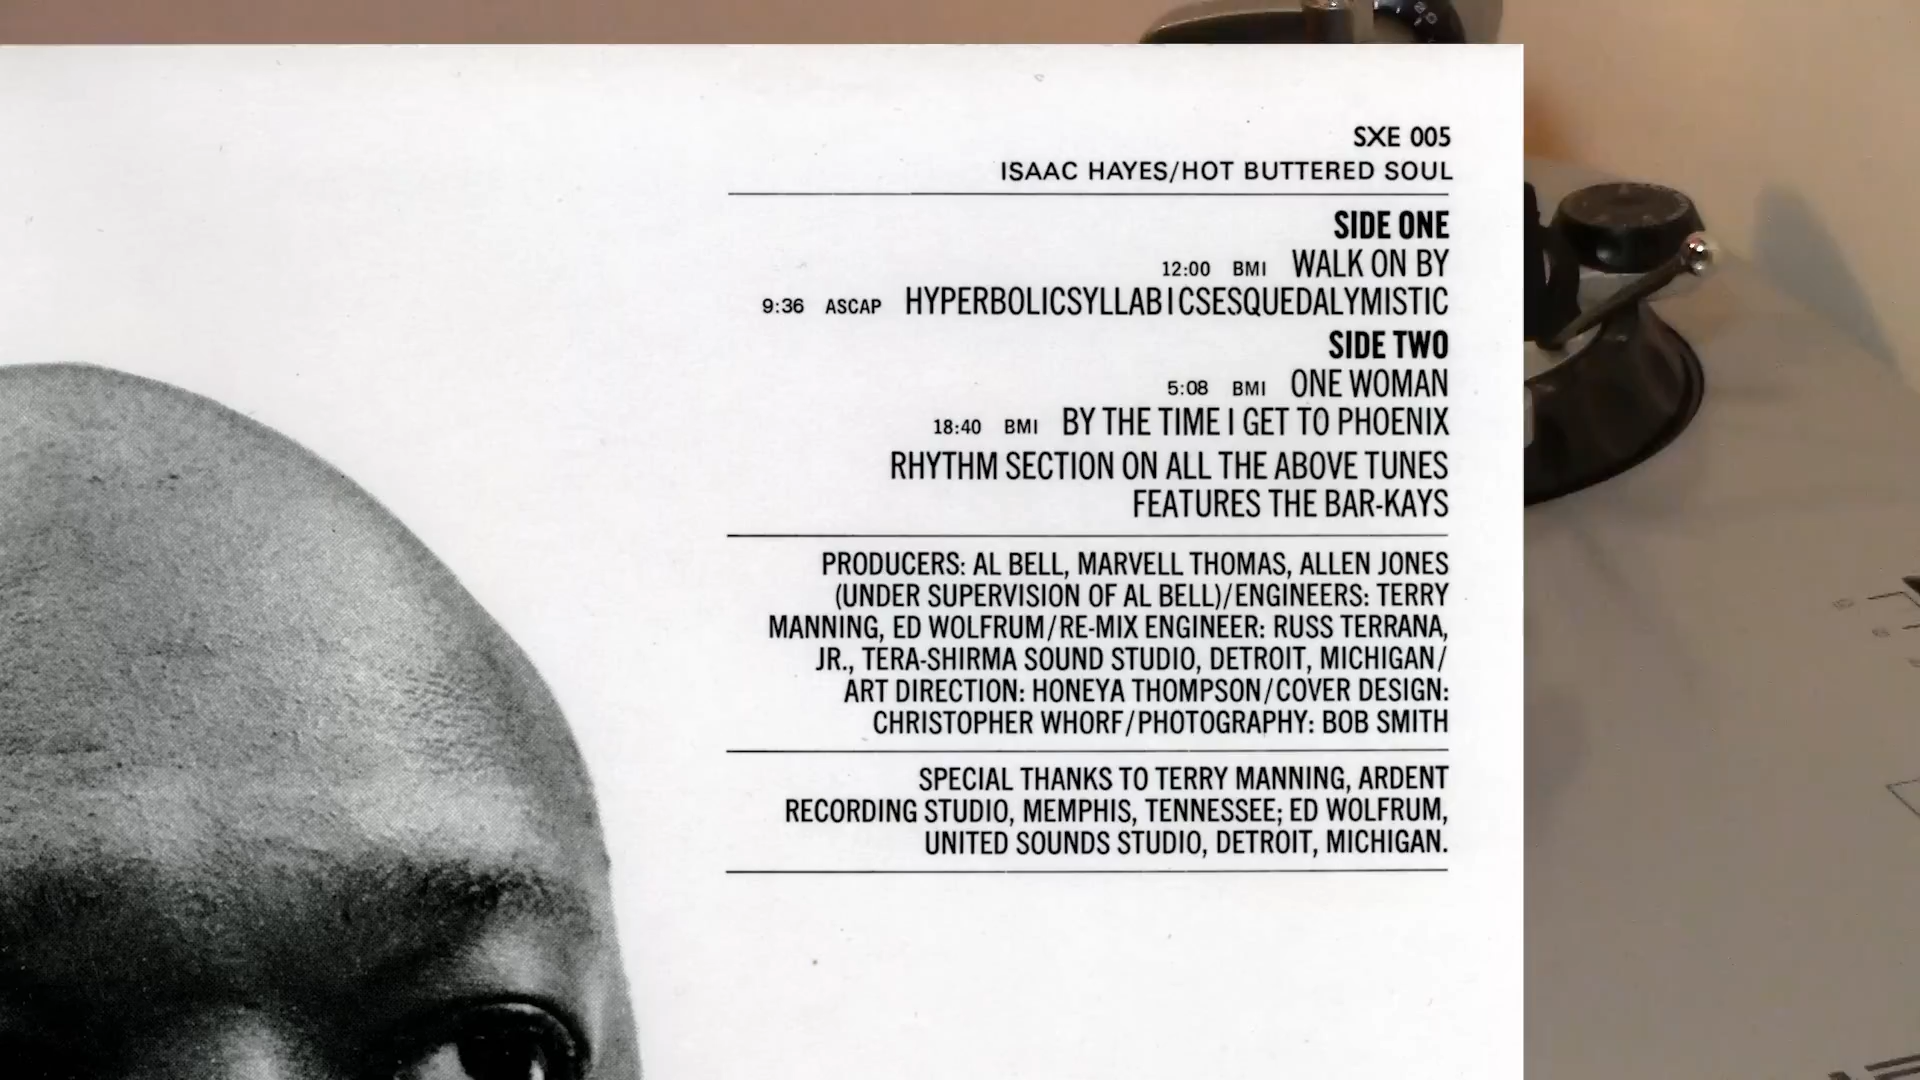 SXE 005
ISAAC HAYES/HOT BUTTERED SOUL
SIDE ONE
12:00 BMI WALK ON BY
9:36 ASCAP HYPERBOLICSYLLABICSESQUEDALYMISTIC
SIDE TWO
5:08 BMI ONE WOMAN
18:40 BMI BY THE TIME I GET TO PHOENIX
RHYTHM SECTION ON ALL THE ABOVE TUNES
FEATURES THE BAR-KAYS
PRODUCERS: AL BELL, MARVELL THOMAS, ALLEN JONES
(UNDER SUPERVISION OF AL BELL)/ENGINEERS: TERRY
MANNING, ED WOLFRUM/RE-MIX ENGINEER: RUSS TERRANA,
JR., TERA-SHIRMA SOUND STUDIO, DETROIT, MICHIGAN/
ART DIRECTION: HONEYA THOMPSON/COVER DESIGN:
CHRISTOPHER WHORF/PHOTOGRAPHY: BOB SMITH
SPECIAL THANKS TO TERRY MANNING, ARDENT
RECORDING STUDIO, MEMPHIS, TENNESSEE; ED WOLFRUM,
UNITED SOUNDS STUDIO, DETROIT, MICHIGAN.